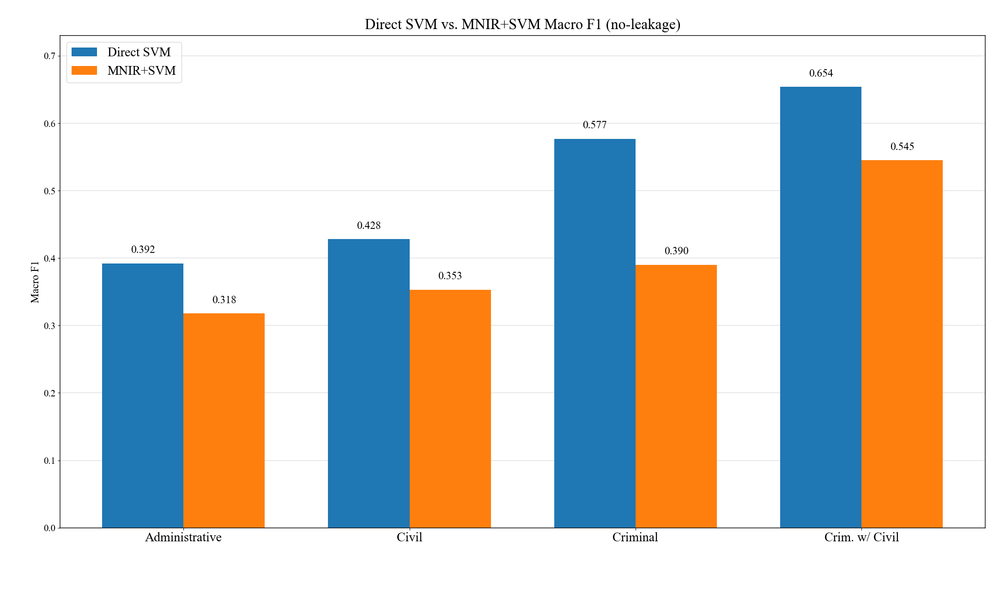 Direct SVM vs. MNIR+SVM Macro F1 (no-leakage)
Direct SVM
MNIR+SVM
Macro F1
0.7
0.6
0.5
0.4
0.3
0.2
0.1
0.0
0.392
0.318
0.428
0.353
0.577
0.390
0.654
0.545
Administrative
Civil
Criminal
Crim. w/ Civil